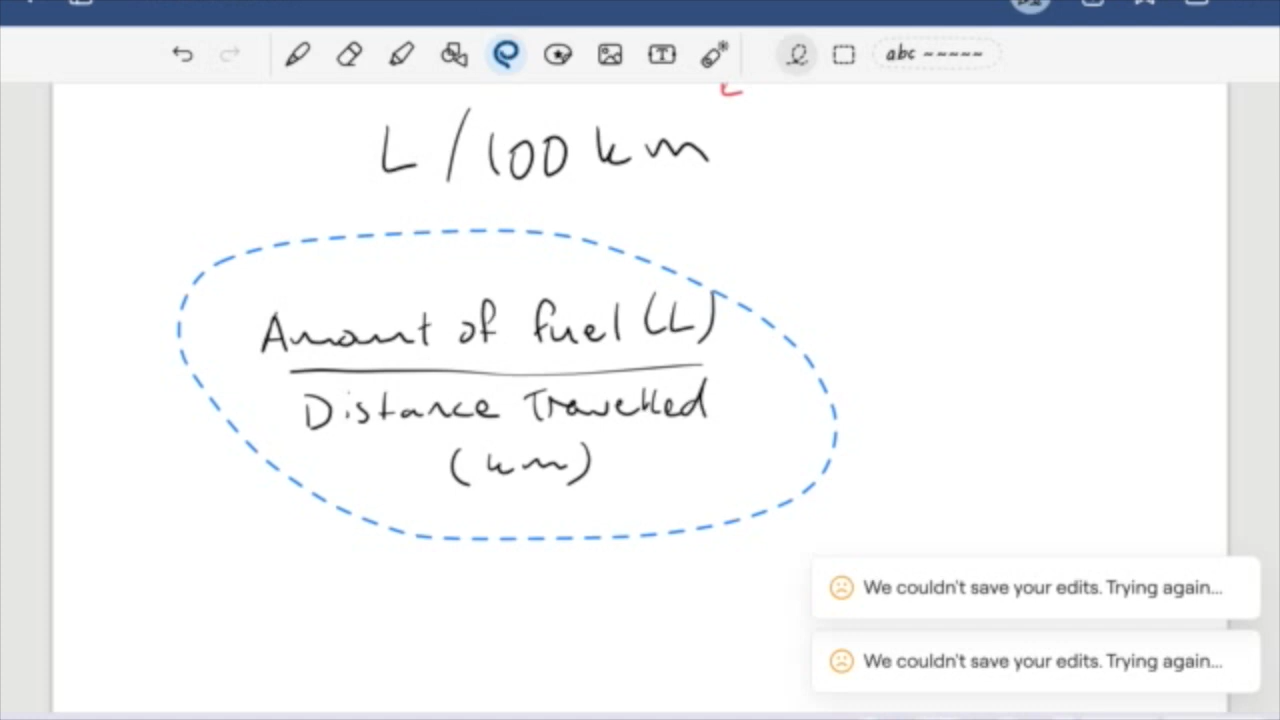 abc
L/100 km
Amount of fuel (L)
Distance Travelled
(km)
We couldn't save your edits. Trying again...
We couldn't save your edits. Trying again...